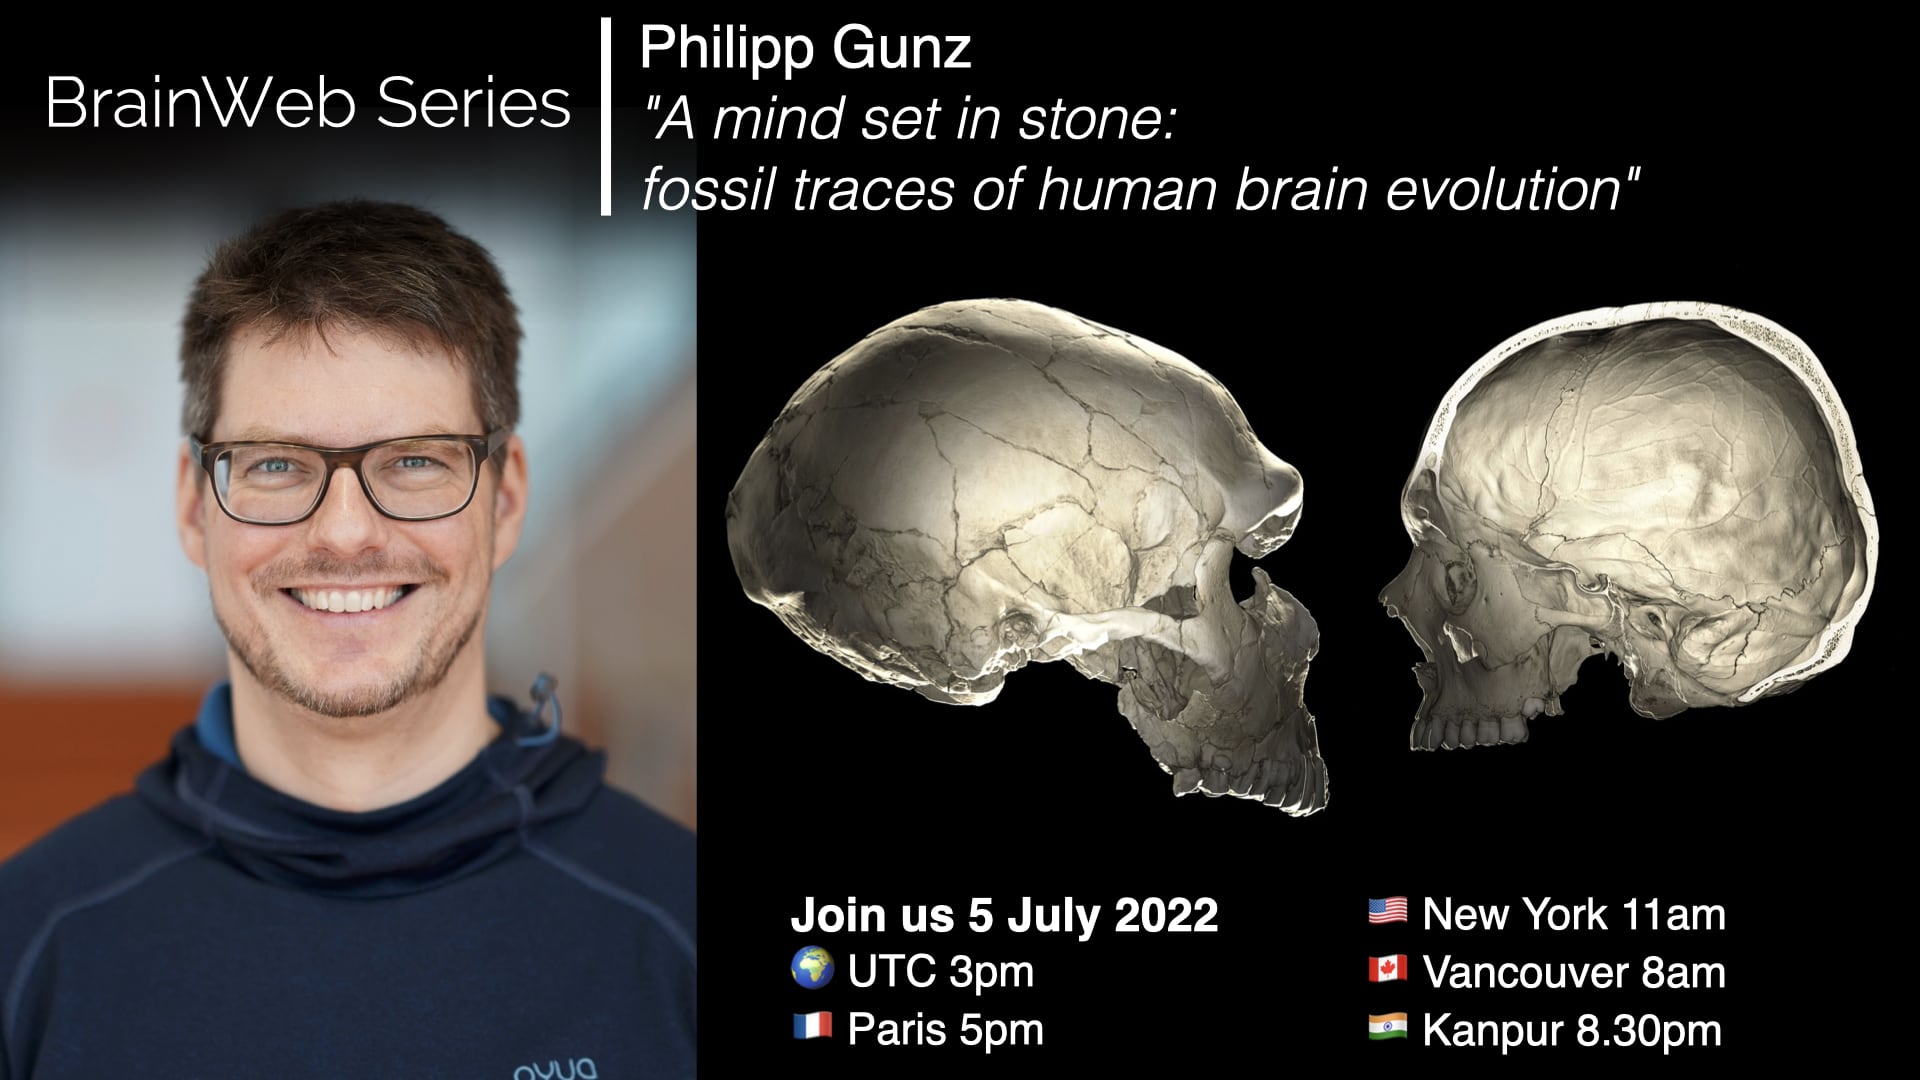 BrainWeb Series
Philipp Gunz
"A mind set in stone:
fossil traces of human brain evolution"
Join us 5 July 2022
UTC 3pm
Paris 5pm
New York 11am
Vancouver 8am
Kanpur 8.30pm